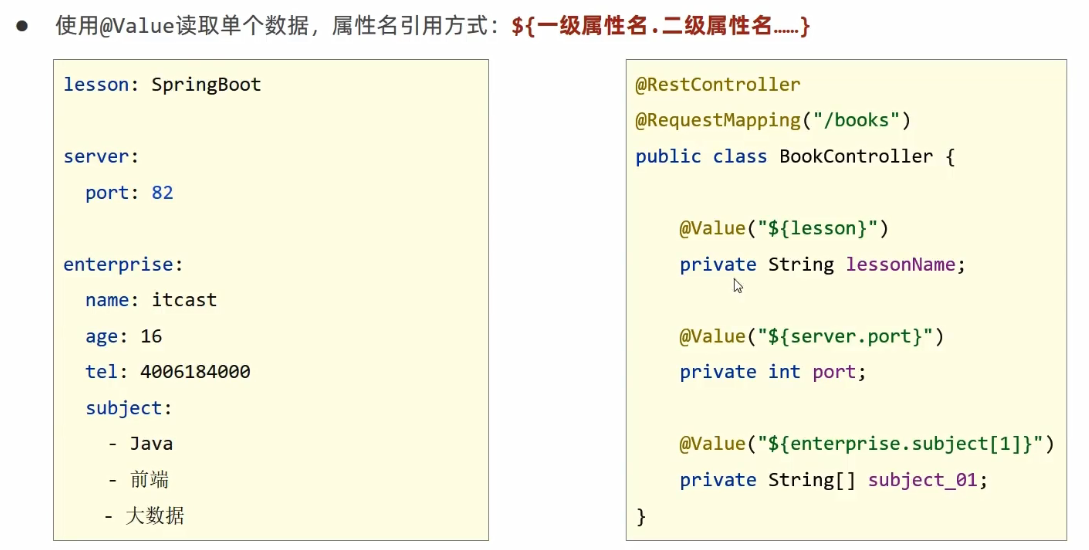 ● 使用@Value读取单个数据，属性名引用方式：${一级属性名.二级属性名……}
lesson: SpringBoot
server:
  port: 82
enterprise:
  name: itcast
  age: 16
  tel: 4006184000
  subject:
    - Java
    - 前端
    - 大数据
@RestController
@RequestMapping("/books")
public class BookController {
    @Value("${lesson}")
    private String lessonName;
    @Value("${server.port}")
    private int port;
    @Value("${enterprise.subject[1]}")
    private String[] subject_01;
}